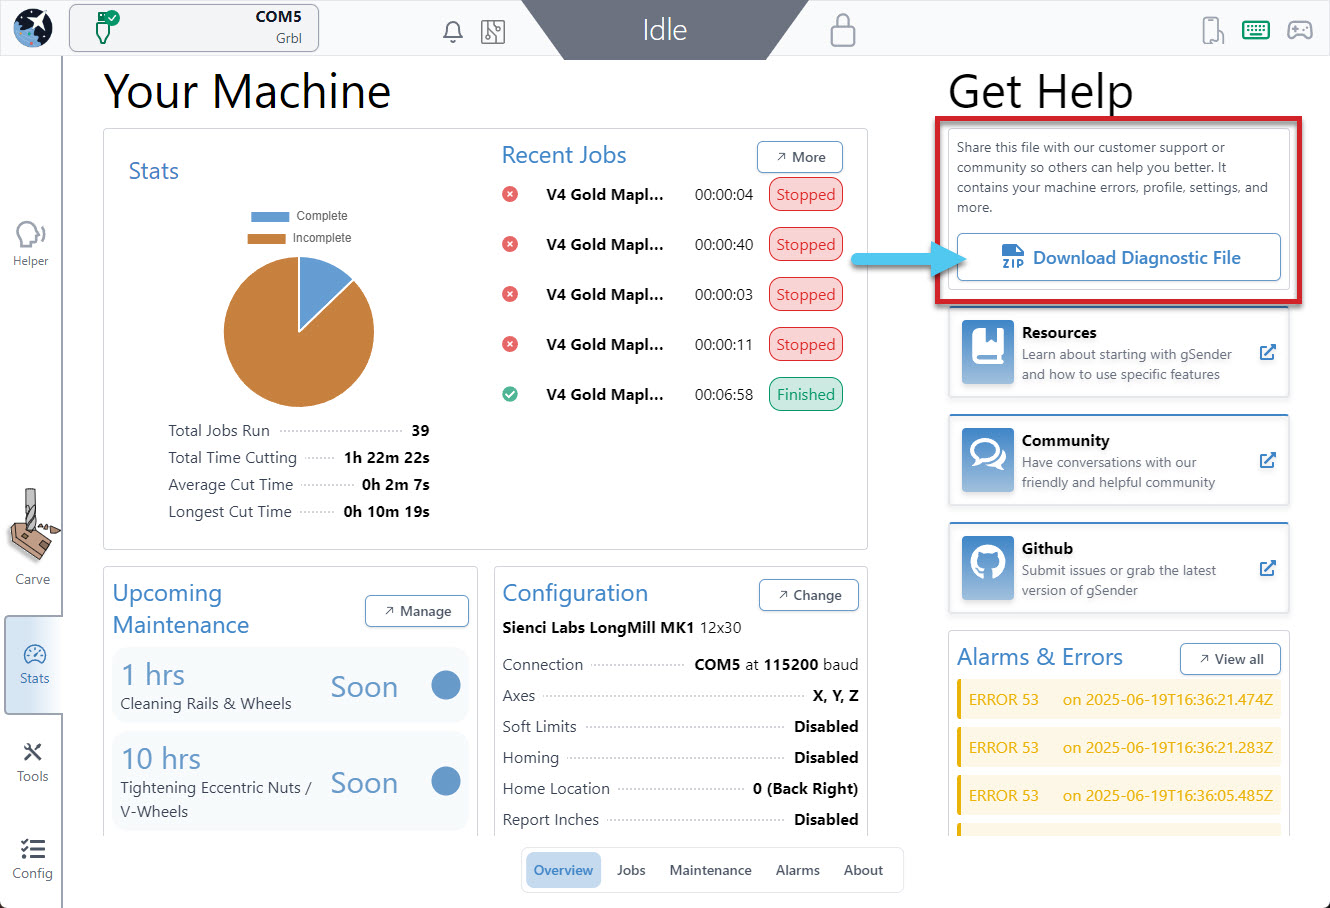 COM5
Grbl
Idle
Helper
Carve
Stats
Tools
Config
Your Machine
Stats
Complete
Incomplete
Total Jobs Run 39
Total Time Cutting 1h 22m 22s
Average Cut Time 0h 2m 7s
Longest Cut Time 0h 10m 19s
Recent Jobs
More
V4 Gold Mapl... 00:00:04 Stopped
V4 Gold Mapl... 00:00:40 Stopped
V4 Gold Mapl... 00:00:03 Stopped
V4 Gold Mapl... 00:00:11 Stopped
V4 Gold Mapl... 00:06:58 Finished
Upcoming
Maintenance
Manage
1 hrs
Cleaning Rails & Wheels
Soon
10 hrs
Tightening Eccentric Nuts /
V-Wheels
Soon
Configuration
Change
Sienci Labs LongMill MK1 12x30
Connection COM5 at 115200 baud
Axes X, Y, Z
Soft Limits Disabled
Homing Disabled
Home Location 0 (Back Right)
Report Inches Disabled
Get Help
Share this file with our customer support or
community so others can help you better. It
contains your machine errors, profile, settings, and
more.
ZIP Download Diagnostic File
Resources
Learn about starting with gSender
and how to use specific features
Community
Have conversations with our
friendly and helpful community
Github
Submit issues or grab the latest
version of gSender
Alarms & Errors
View all
ERROR 53 on 2025-06-19T16:36:21.474Z
ERROR 53 on 2025-06-19T16:36:21.283Z
ERROR 53 on 2025-06-19T16:36:05.485Z
Overview Jobs Maintenance Alarms About